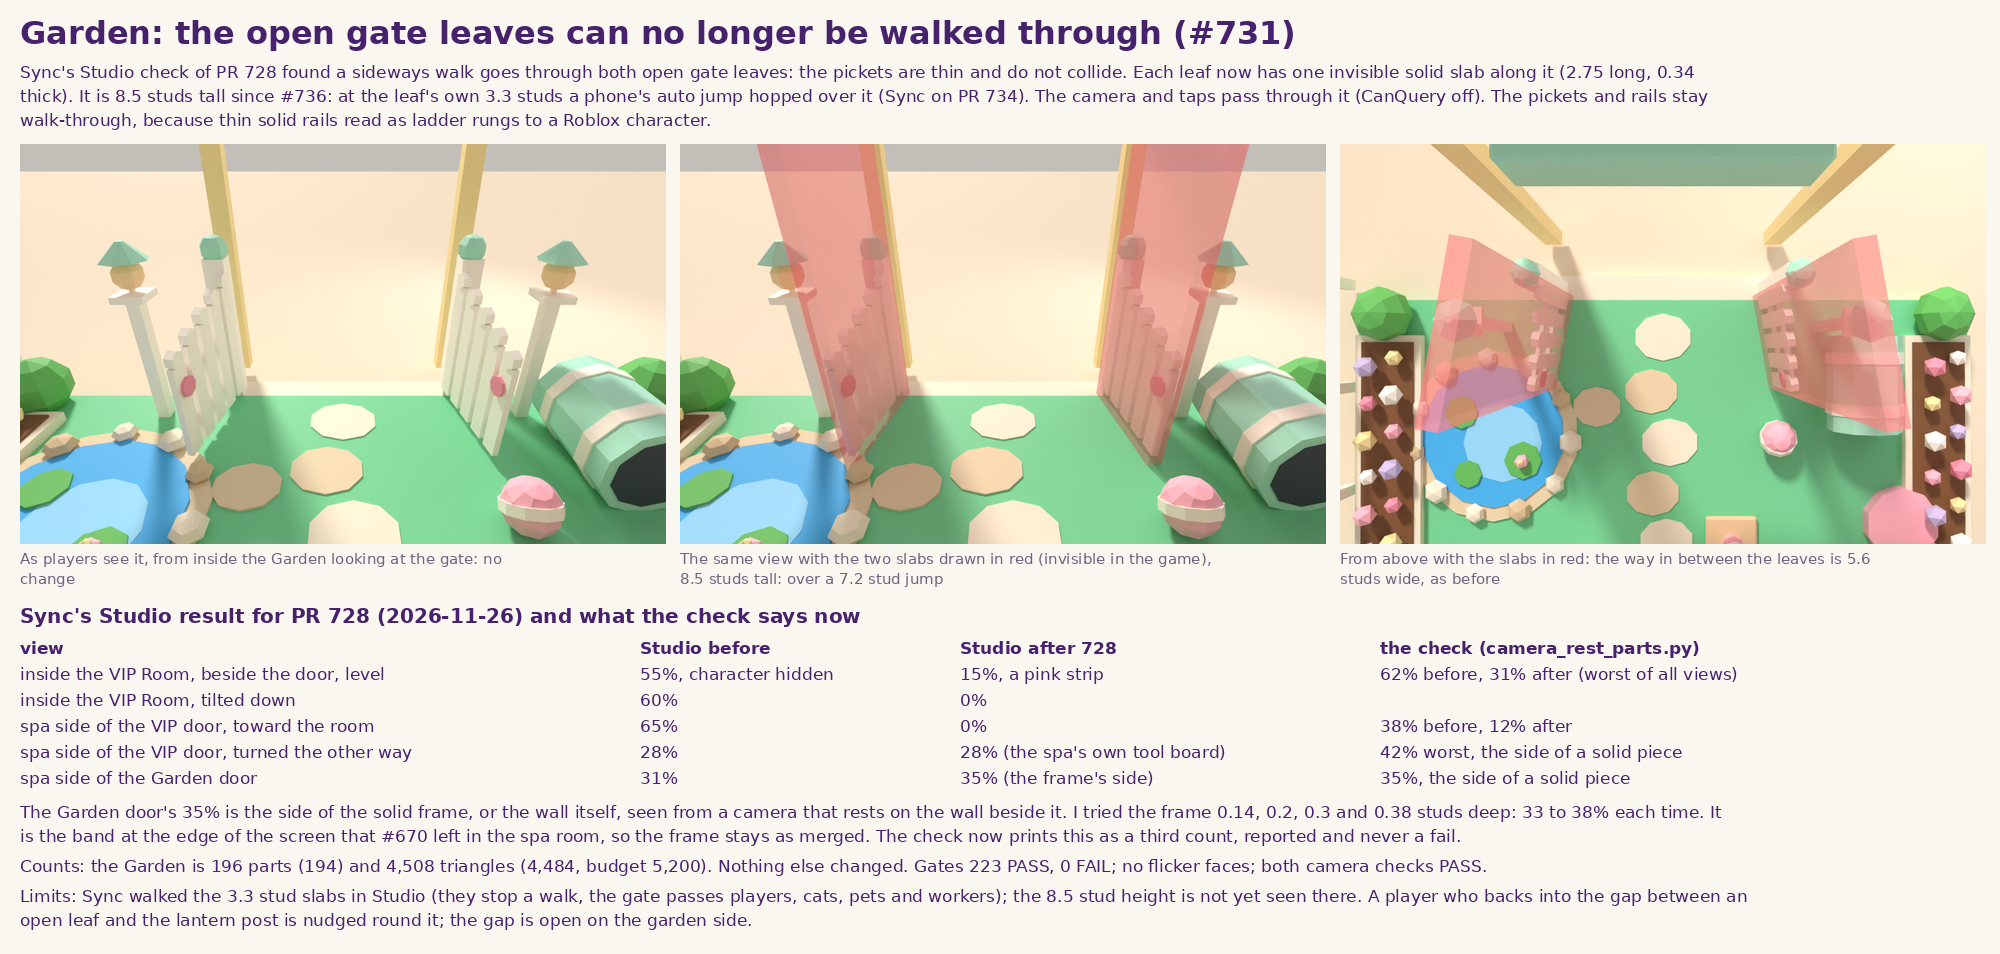 Garden: the open gate leaves can no longer be walked through (#731)
Sync's Studio check of PR 728 found a sideways walk goes through both open gate leaves: the pickets are thin and do not collide. Each leaf now has one invisible solid slab along it (2.75 long, 0.34
thick). It is 8.5 studs tall since #736: at the leaf's own 3.3 studs a phone's auto jump hopped over it (Sync on PR 734). The camera and taps pass through it (CanQuery off). The pickets and rails stay
walk-through, because thin solid rails read as ladder rungs to a Roblox character.
As players see it, from inside the Garden looking at the gate: no
change
The same view with the two slabs drawn in red (invisible in the game),
8.5 studs tall: over a 7.2 stud jump
From above with the slabs in red: the way in between the leaves is 5.6
studs wide, as before
Sync's Studio result for PR 728 (2026-11-26) and what the check says now
view Studio before Studio after 728 the check (camera_rest_parts.py)
inside the VIP Room, beside the door, level 55%, character hidden 15%, a pink strip 62% before, 31% after (worst of all views)
inside the VIP Room, tilted down 60% 0%
spa side of the VIP door, toward the room 65% 0% 38% before, 12% after
spa side of the VIP door, turned the other way 28% 28% (the spa's own tool board) 42% worst, the side of a solid piece
spa side of the Garden door 31% 35% (the frame's side) 35%, the side of a solid piece
The Garden door's 35% is the side of the solid frame, or the wall itself, seen from a camera that rests on the wall beside it. I tried the frame 0.14, 0.2, 0.3 and 0.38 studs deep: 33 to 38% each time. It
is the band at the edge of the screen that #670 left in the spa room, so the frame stays as merged. The check now prints this as a third count, reported and never a fail.
Counts: the Garden is 196 parts (194) and 4,508 triangles (4,484, budget 5,200). Nothing else changed. Gates 223 PASS, 0 FAIL; no flicker faces; both camera checks PASS.
Limits: Sync walked the 3.3 stud slabs in Studio (they stop a walk, the gate passes players, cats, pets and workers); the 8.5 stud height is not yet seen there. A player who backs into the gap between an
open leaf and the lantern post is nudged round it; the gap is open on the garden side.